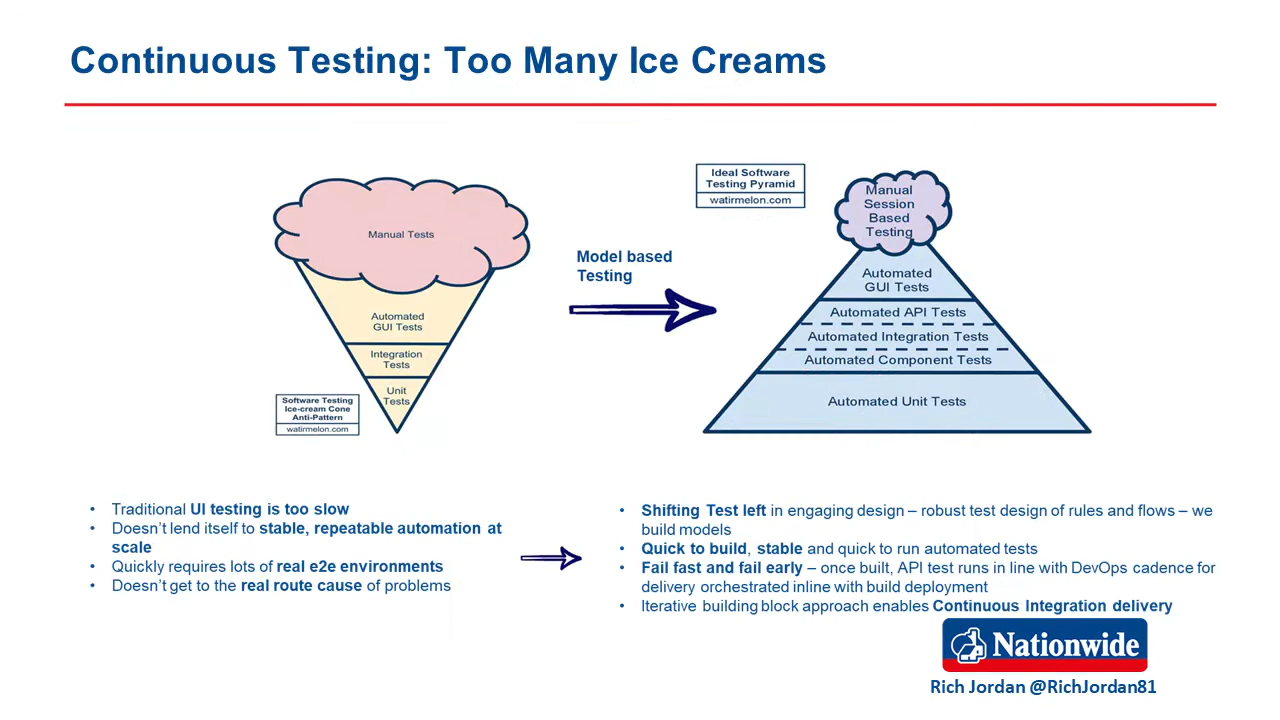 Continuous Testing: Too Many Ice Creams
Manual Tests
Automated
GUI Tests
Integration
Tests
Unit
Tests
Software Testing
Ice-cream Cone
Anti-Pattern
watirmelon.com
Model based
Testing
Ideal Software
Testing Pyramid
watirmelon.com
Manual
Session
Based
Testing
Automated
GUI Tests
Automated API Tests
Automated Integration Tests
Automated Component Tests
Automated Unit Tests
• Traditional UI testing is too slow
• Doesn't lend itself to stable, repeatable automation at
scale
• Quickly requires lots of real e2e environments
• Doesn't get to the real route cause of problems
• Shifting Test left in engaging design – robust test design of rules and flows – we
build models
• Quick to build, stable and quick to run automated tests
• Fail fast and fail early – once built, API test runs in line with DevOps cadence for
delivery orchestrated inline with build deployment
• Iterative building block approach enables Continuous Integration delivery
Nationwide
Rich Jordan @RichJordan81